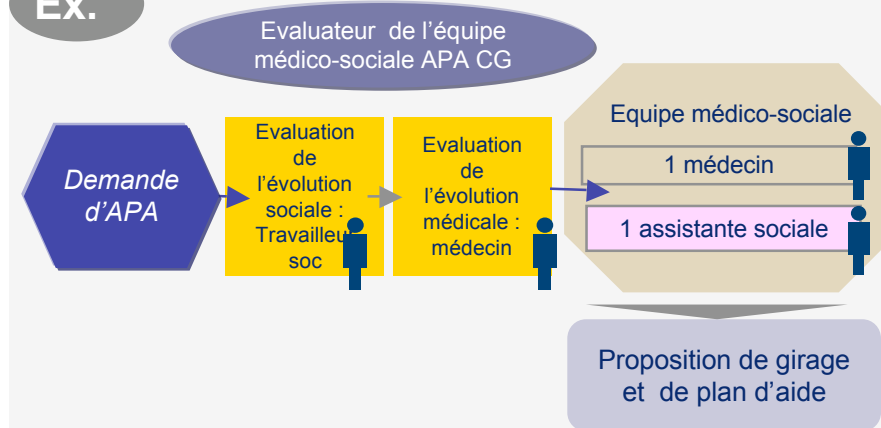 Ex.
Evaluateur de l'équipe
médico-sociale APA CG
Demande
d'APA
Evaluation
de
l'évolution
sociale :
Travailleur
soc
Evaluation
de
l'évolution
médicale :
médecin
Equipe médico-sociale
1 médecin
1 assistante sociale
Proposition de girage
et de plan d'aide